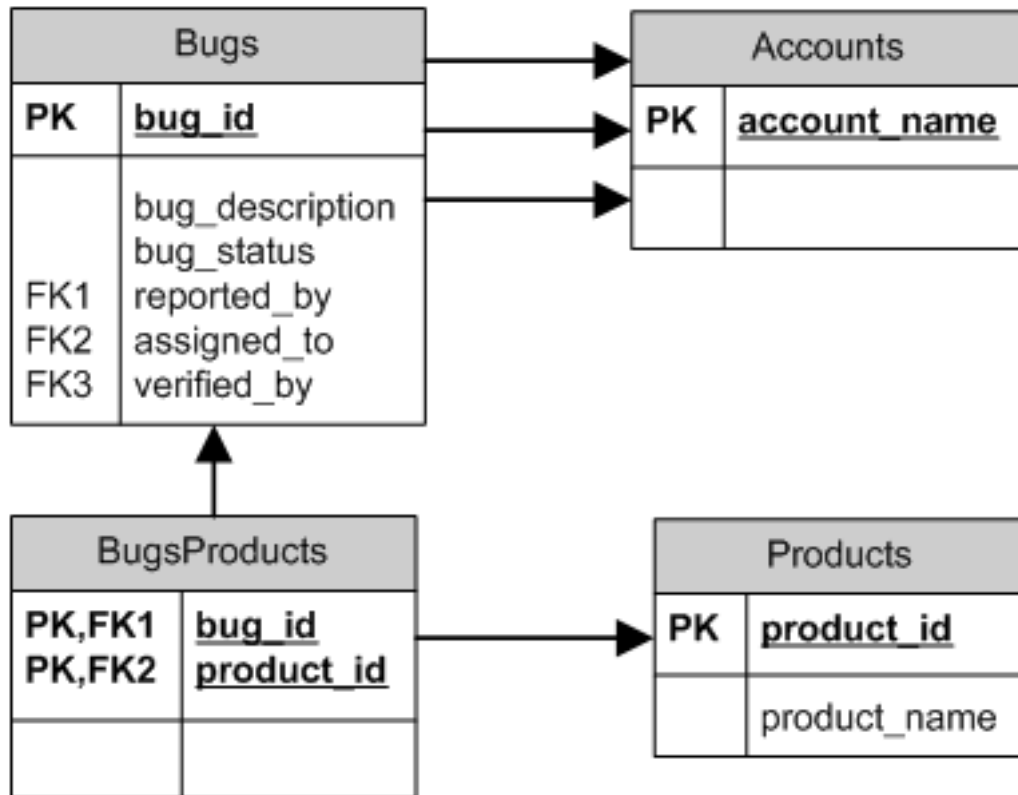 Bugs
PK bug_id
bug_description
bug_status
FK1 reported_by
FK2 assigned_to
FK3 verified_by
Accounts
PK account_name
BugsProducts
PK,FK1 bug_id
PK,FK2 product_id
Products
PK product_id
product_name